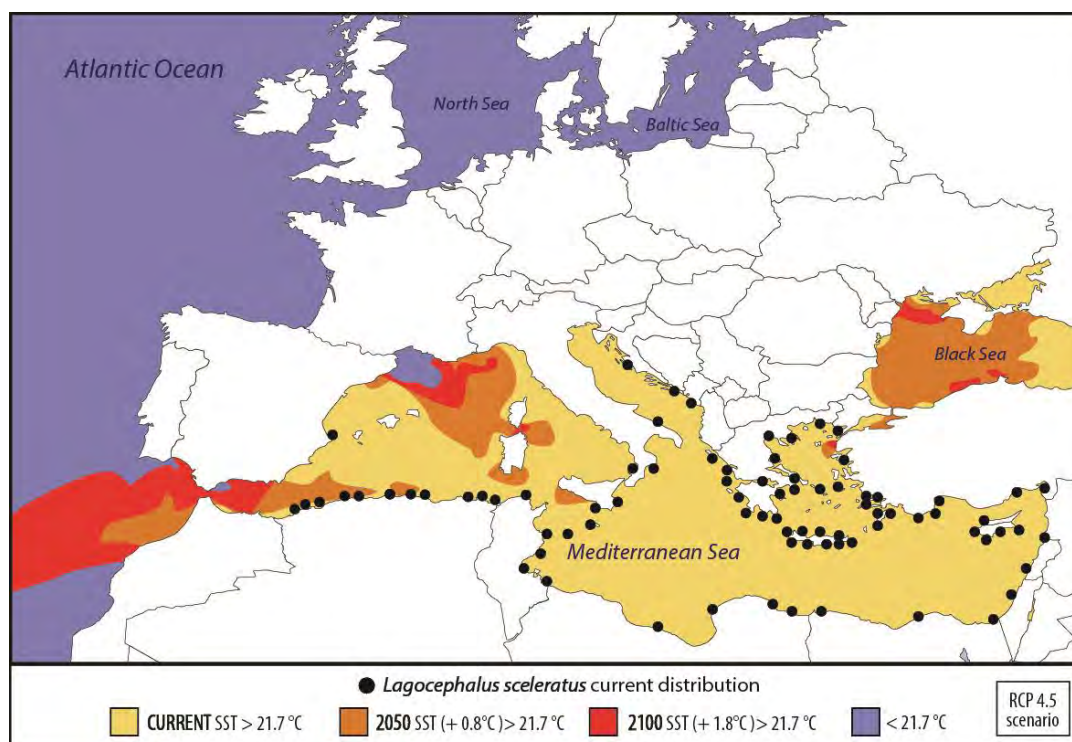 Atlantic Ocean
North Sea
Baltic Sea
Black Sea
Mediterranean Sea
Lagocephalus sceleratus current distribution
CURRENT SST > 21.7 °C
2050 SST (+ 0.8°C) > 21.7 °C
2100 SST (+ 1.8°C) > 21.7 °C
< 21.7 °C
RCP 4.5
scenario